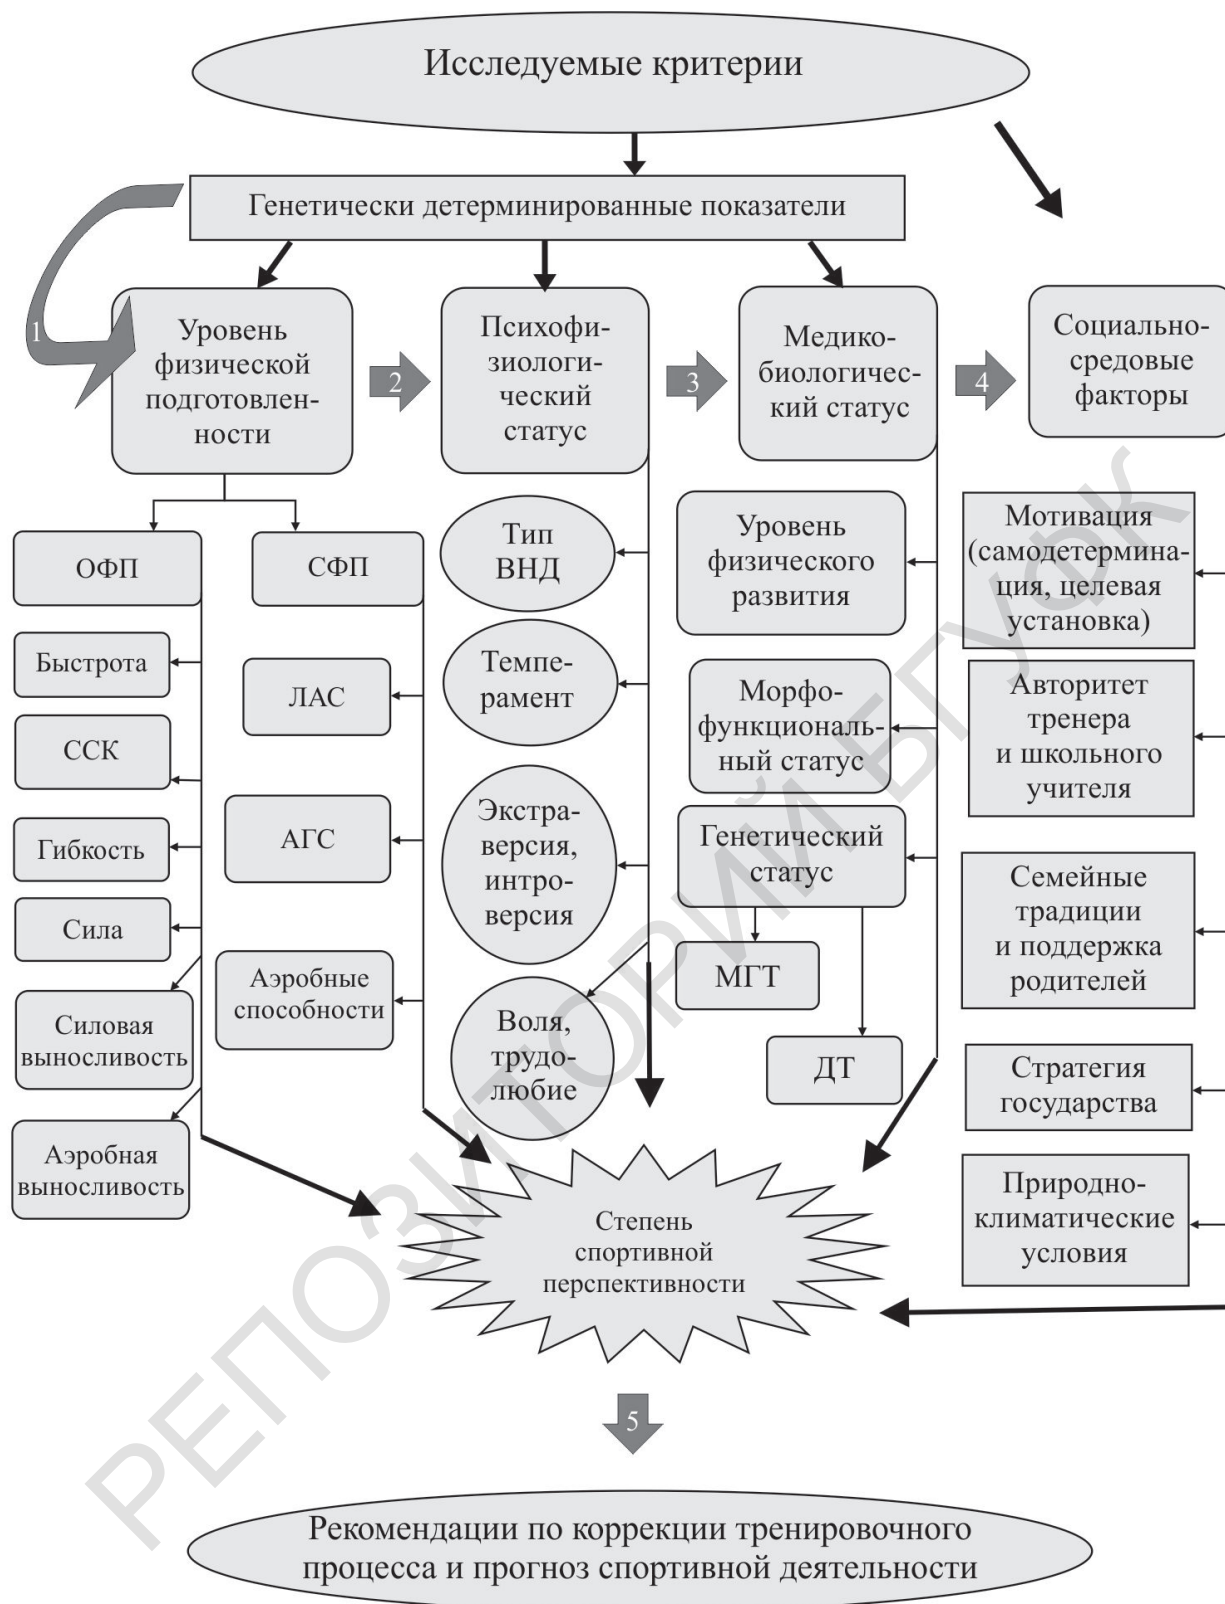 Исследуемые критерии
Генетически детерминированные показатели
1
Уровень
физической
подготовлен-
ности
2
Психофи-
зиологи-
ческий
статус
3
Медико-
биологичес-
кий статус
4
Социально-
средовые
факторы
ОФП
Быстрота
ССК
Гибкость
Сила
Силовая
выносливость
Аэробная
выносливость
СФП
ЛАС
АГС
Аэробные
способности
Тип
ВНД
Темпе-
рамент
Экстра-
версия,
интро-
версия
Воля,
трудо-
любие
Уровень
физического
развития
Морфо-
функциональ-
ный статус
Генетический
статус
МГТ
ДТ
Мотивация
(самодетермина-
ция, целевая
установка)
Авторитет
тренера
и школьного
учителя
Семейные
традиции
и поддержка
родителей
Стратегия
государства
Природно-
климатические
условия
Степень
спортивной
перспективности
5
Рекомендации по коррекции тренировочного
процесса и прогноз спортивной деятельности
РЕПОЗИТОРИЙ БГУФК